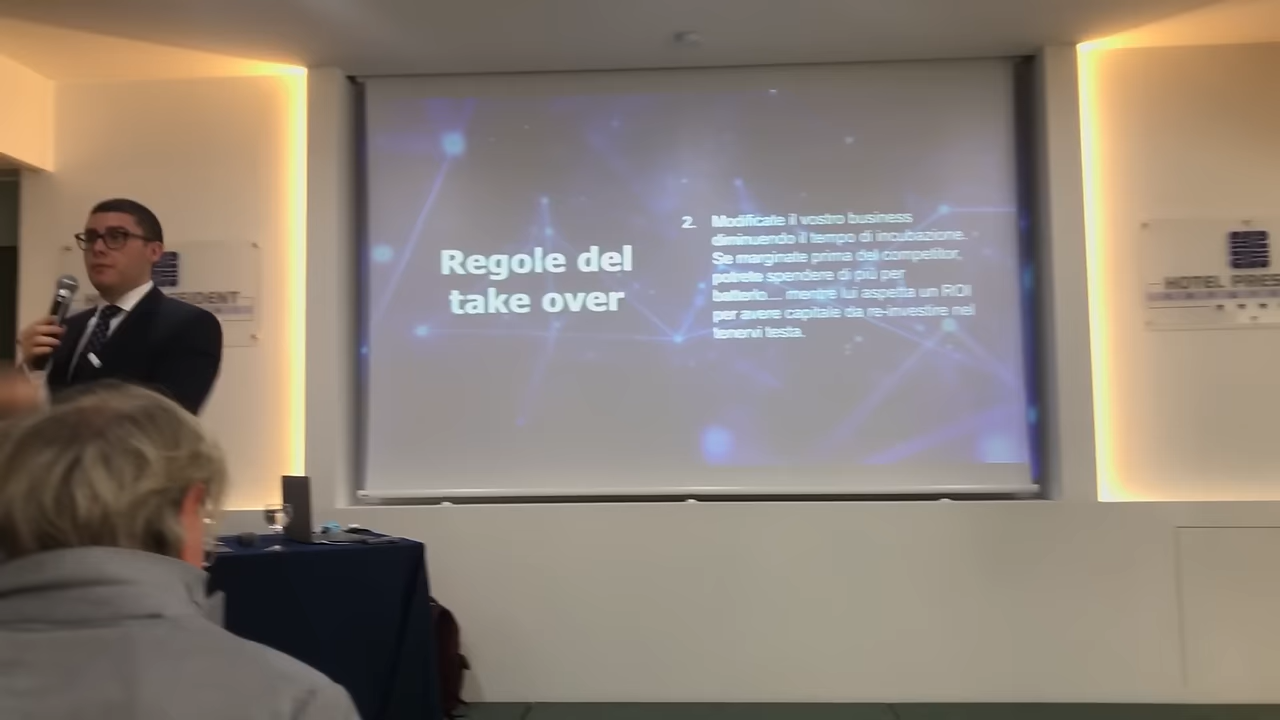 Regole del
take over
2. Modificate il vostro business
diminuendo il tempo di incubazione.
Se marginate prima del competitor,
potrete spendere di più per
batterlo... mentre lui aspetta un ROI
per avere capitale da re-investire nel
tenervi testa.
HOTEL PRES